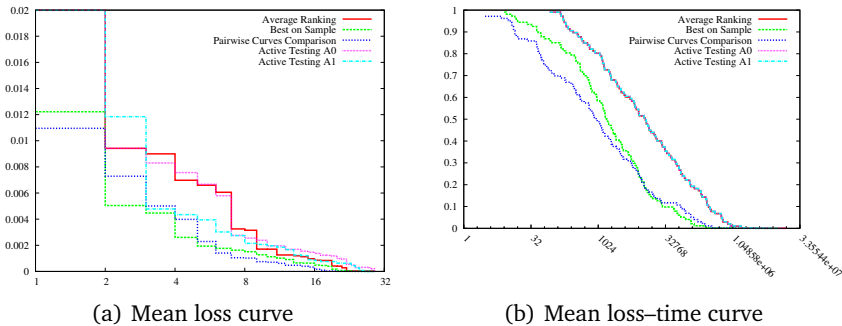 0.02
0.018
0.016
0.014
0.012
0.01
0.008
0.006
0.004
0.002
0
1
2
4
8
16
32
Average Ranking
Best on Sample
Pairwise Curves Comparison
Active Testing A0
Active Testing A1
(a) Mean loss curve
1
0.9
0.8
0.7
0.6
0.5
0.4
0.3
0.2
0.1
0
1
32
1024
32768
1.04858e+06
3.35544e+07
Average Ranking
Best on Sample
Pairwise Curves Comparison
Active Testing A0
Active Testing A1
(b) Mean loss–time curve